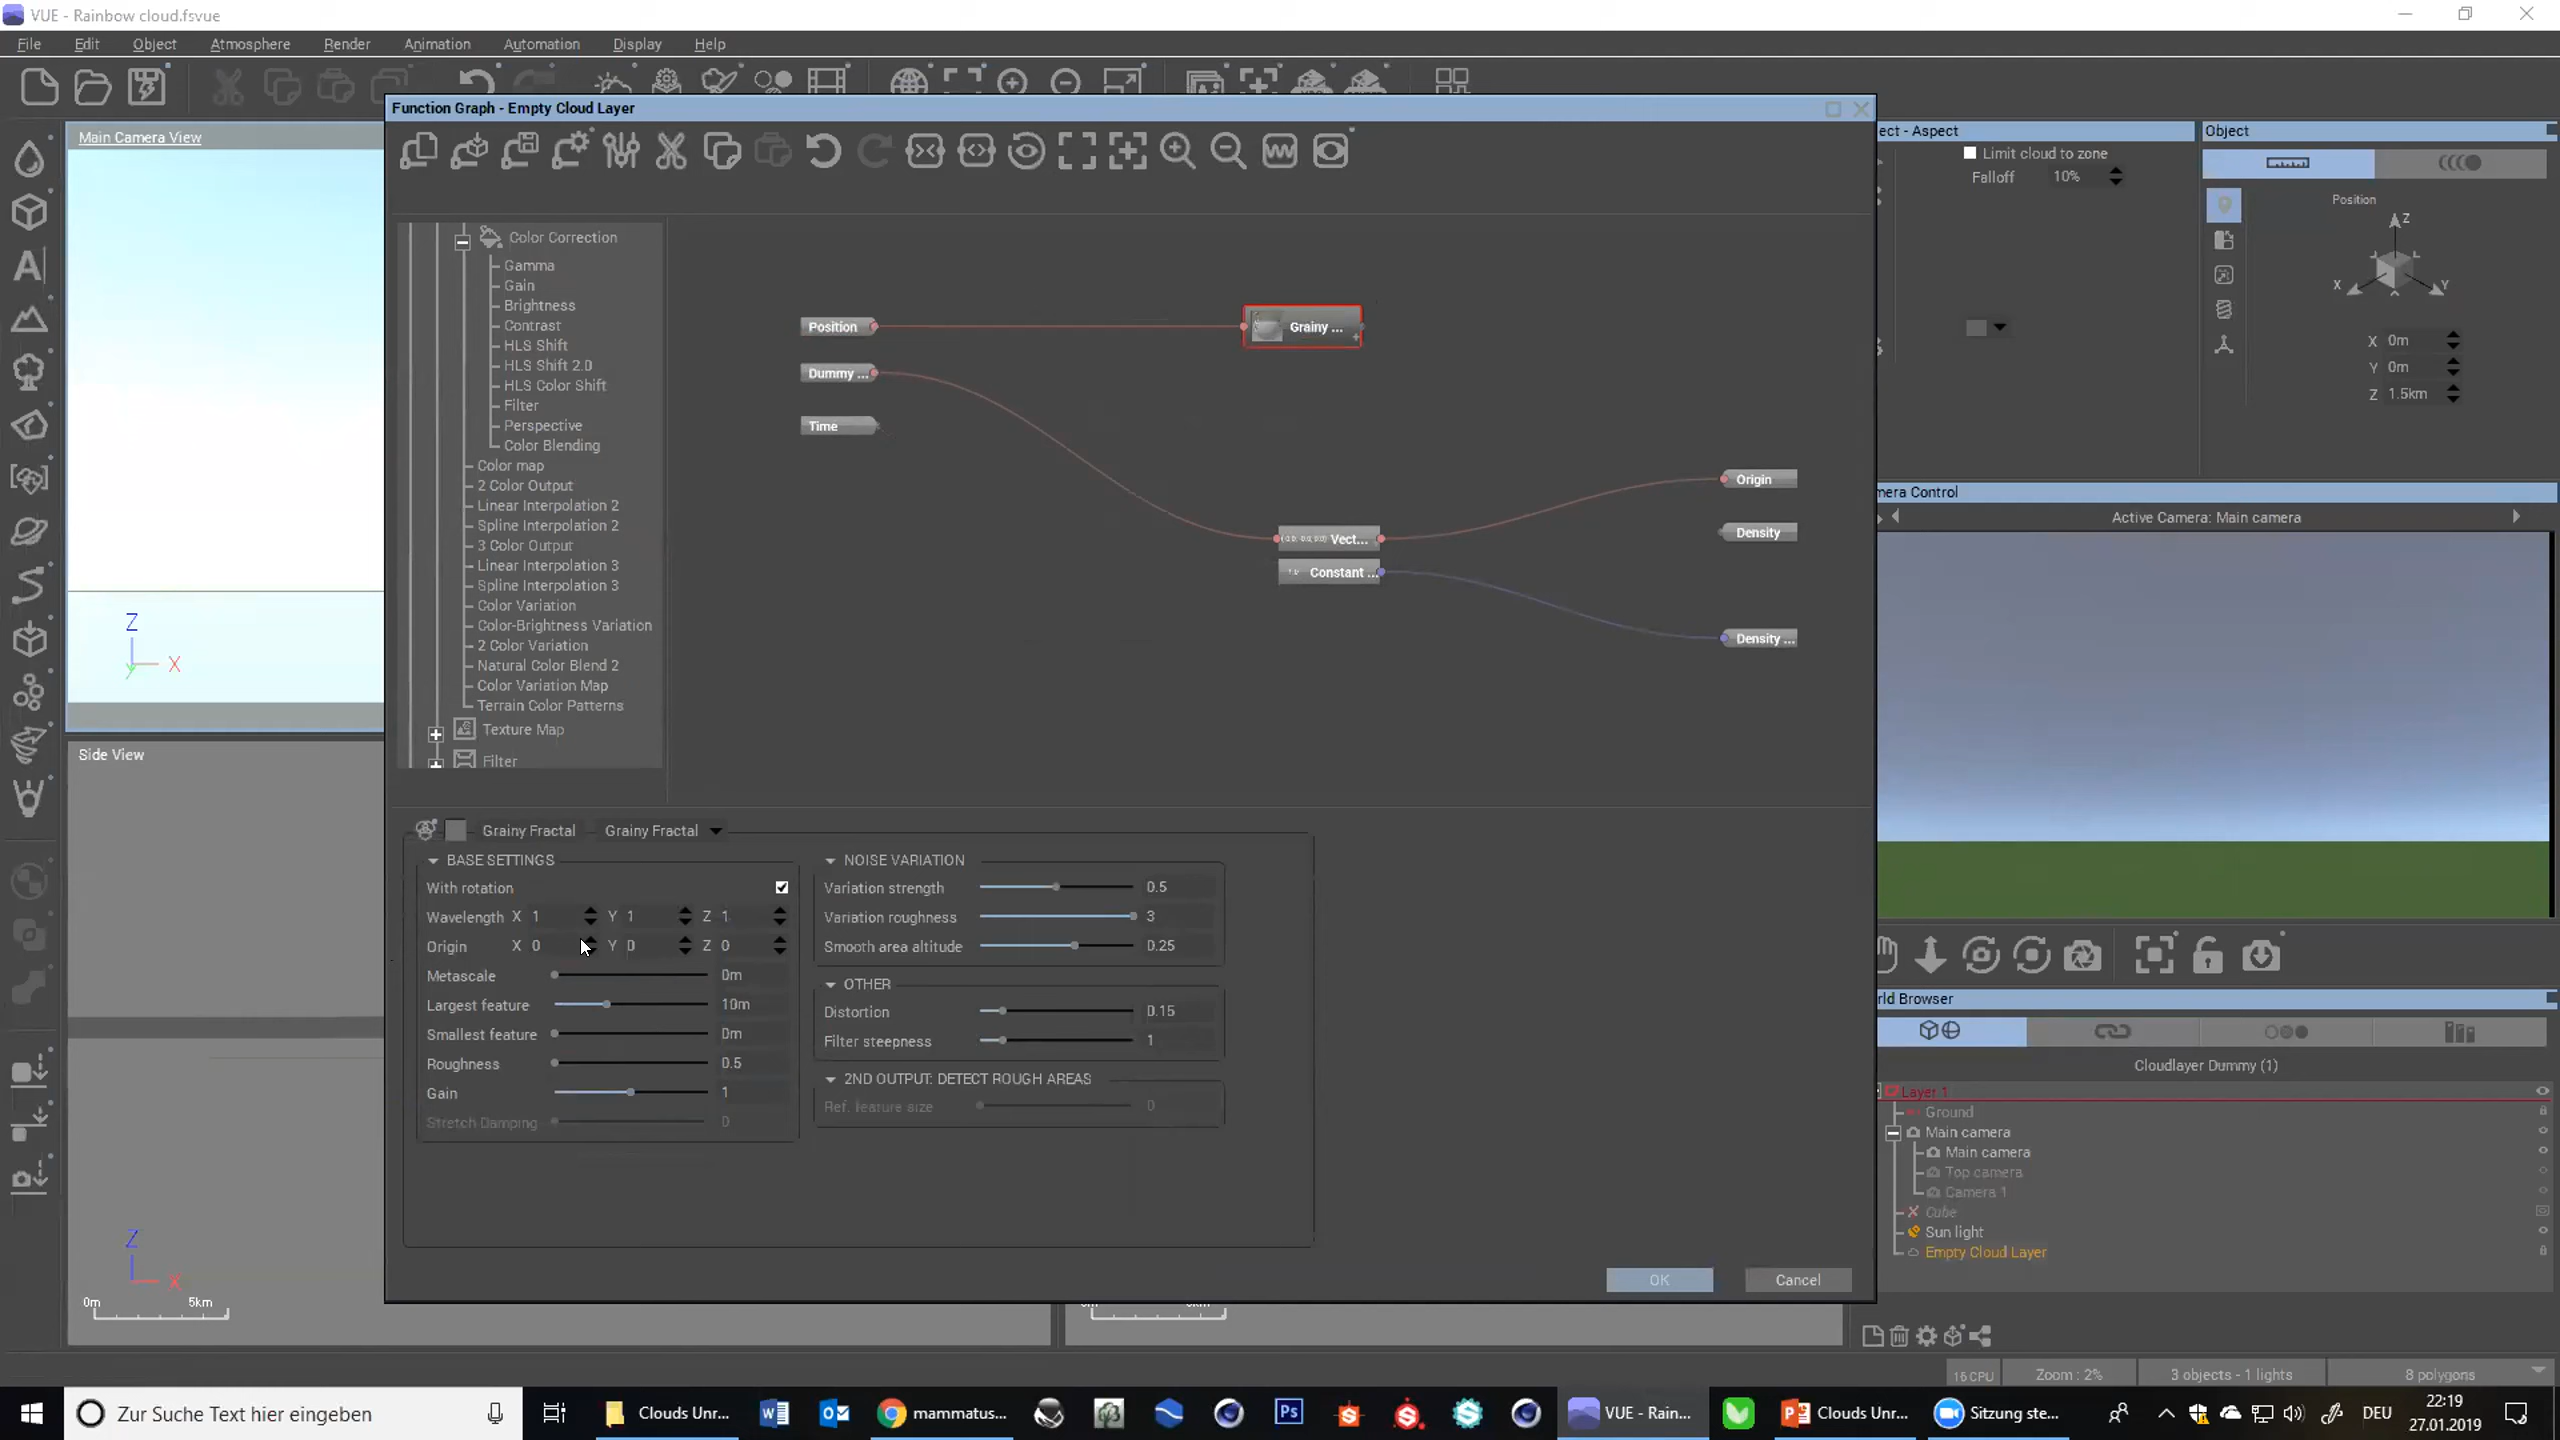 VUE - Rainbow cloud.fsvue
File Edit Object Atmosphere Render Animation Automation Display Help
Main Camera View
Function Graph - Empty Cloud Layer
Color Correction
Gamma
Gain
Brightness
Contrast
HLS Shift
HLS Shift 2.0
HLS Color Shift
Filter
Perspective
Color Blending
Color map
2 Color Output
Linear Interpolation 2
Spline Interpolation 2
3 Color Output
Linear Interpolation 3
Spline Interpolation 3
Color Variation
Color-Brightness Variation
2 Color Variation
Natural Color Blend 2
Color Variation Map
Terrain Color Patterns
Texture Map
Filter
Position
Dummy ...
Time
Grainy ...
Vect...
Constant ...
Origin
Density
Density ...
Grainy Fractal Grainy Fractal
BASE SETTINGS
With rotation
Wavelength X 1 Y 1 Z 1
Origin X 0 Y 0 Z 0
Metascale 0m
Largest feature 10m
Smallest feature 0m
Roughness 0.5
Gain 1
Stretch Damping 0
NOISE VARIATION
Variation strength 0.5
Variation roughness 3
Smooth area altitude 0.25
OTHER
Distortion 0.15
Filter steepness 1
2ND OUTPUT: DETECT ROUGH AREAS
Ref. feature size 0
OK Cancel
Z
X
Side View
Z
X
0m 5km
ect - Aspect
Limit cloud to zone
Falloff 10%
Object
Position
Z
X Y
X 0m
Y 0m
Z 1.5km
mera Control
Active Camera: Main camera
rld Browser
Cloudlayer Dummy (1)
Layer 1
Ground
Main camera
Main camera
Top camera
Camera 1
Cube
Sun light
Empty Cloud Layer
16 CPU Zoom : 2% 3 objects - 1 lights 8 polygons
Zur Suche Text hier eingeben
Clouds Unr...
mammatus...
Ps
VUE - Rain...
Clouds Unr...
Sitzung ste...
DEU
22:19
27.01.2019